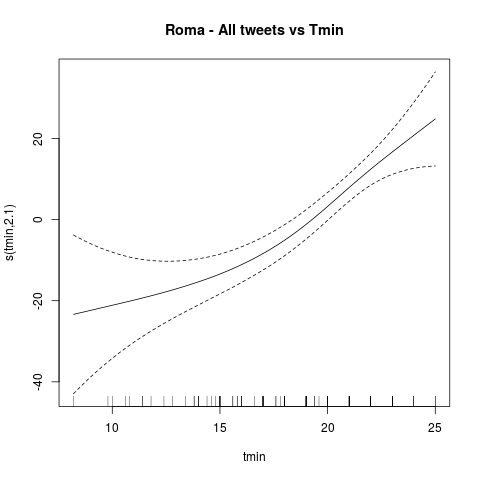 Roma - All tweets vs Tmin
s(tmin,2.1)
20
0
-20
-40
10 15 20 25
tmin